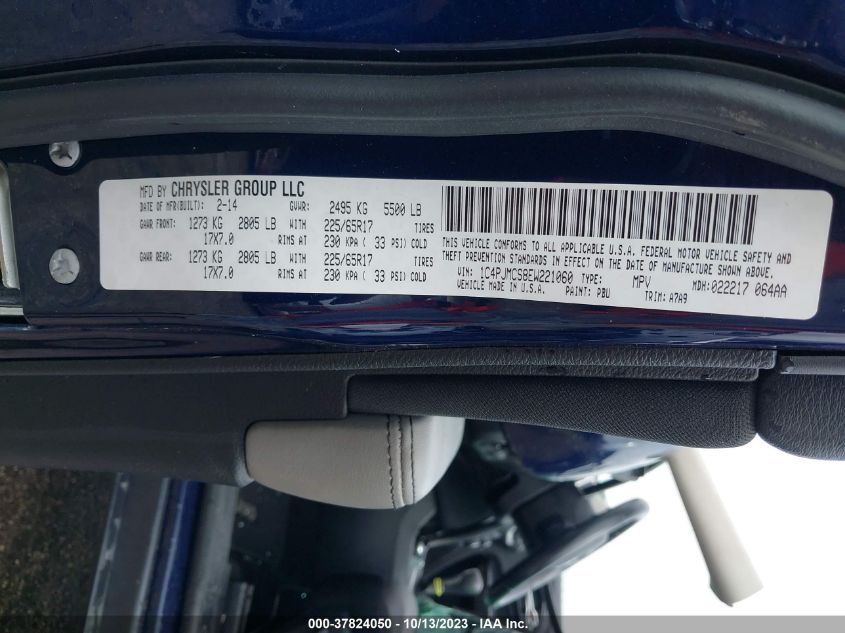 MFD BY CHRYSLER GROUP LLC
DATE OF MFR(BUILT): 2-14 GVWR: 2495 KG 5500 LB
GAWR FRONT: 1273 KG 2805 LB WITH 225/65R17 TIRES
17X7.0 RIMS AT 230 KPA ( 33 PSI) COLD
GAWR REAR: 1273 KG 2805 LB WITH 225/65R17 TIRES
17X7.0 RIMS AT 230 KPA ( 33 PSI) COLD
THIS VEHICLE CONFORMS TO ALL APPLICABLE U.S.A. FEDERAL MOTOR VEHICLE SAFETY AND
THEFT PREVENTION STANDARDS IN EFFECT ON THE DATE OF MANUFACTURE SHOWN ABOVE.
VIN: 1C4PJMCS8EW221060 TYPE: MPV MDH: 022217 064AA
VEHICLE MADE IN U.S.A. PAINT: PBU TRIM: A7A9
000-37824050 - 10/13/2023 - IAAI.com